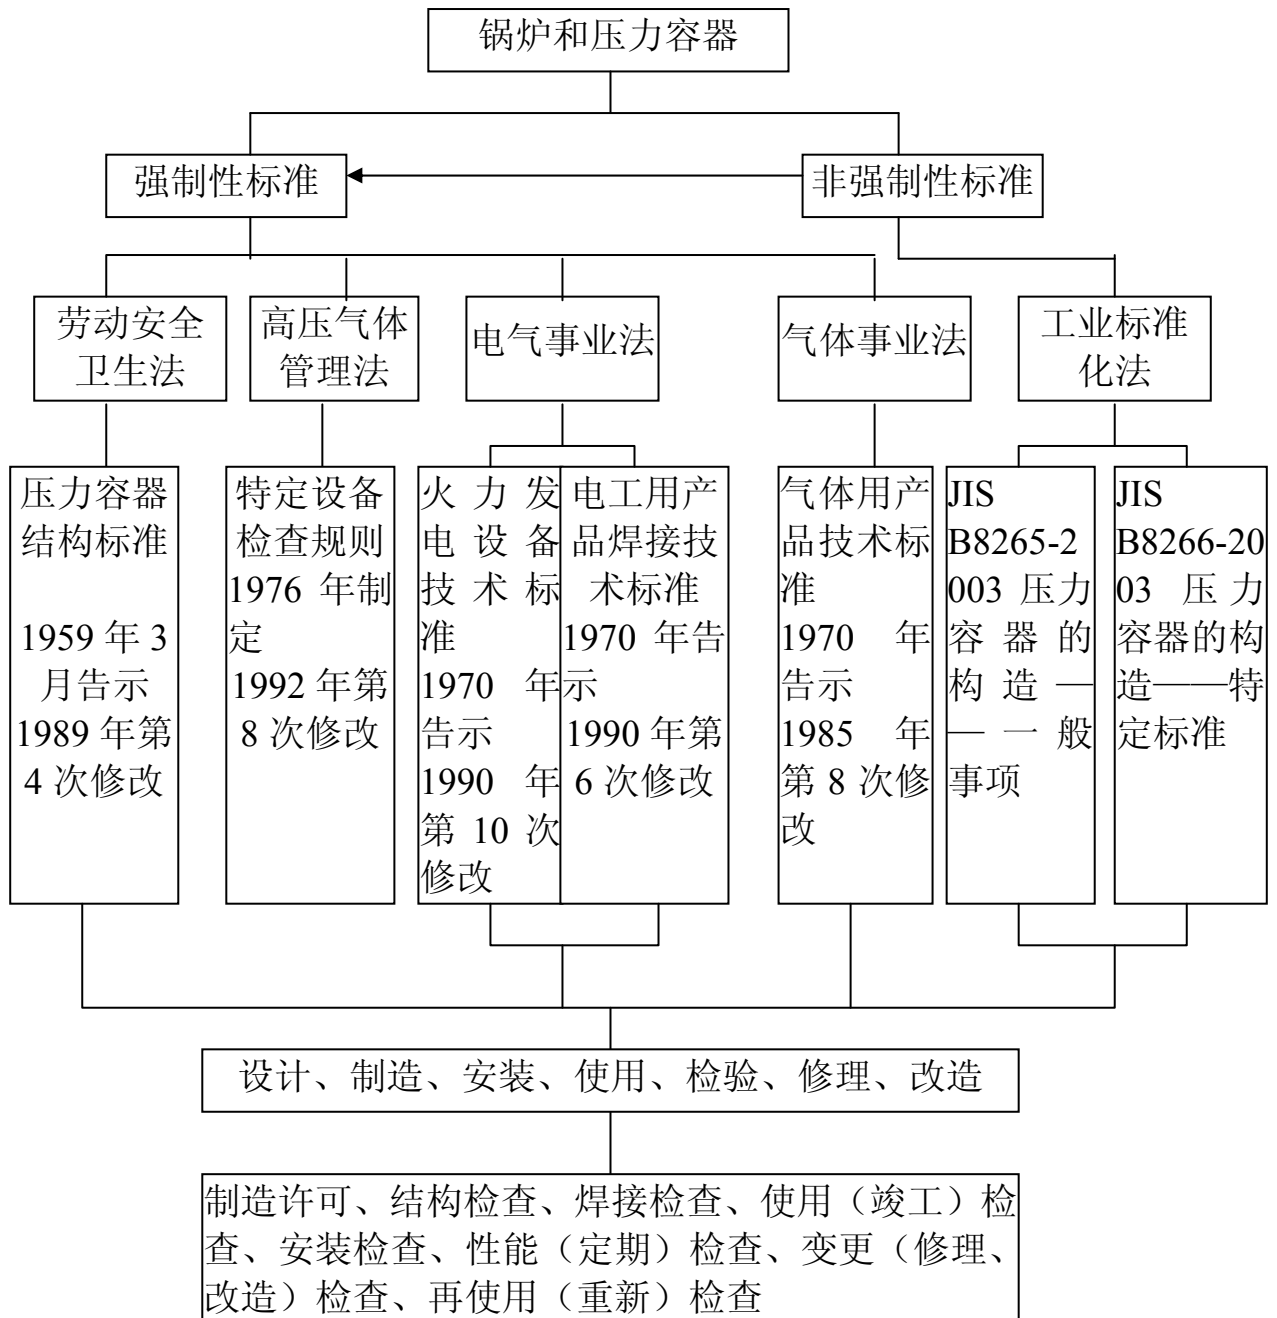 锅炉和压力容器
强制性标准
非强制性标准
劳动安全
卫生法
高压气体
管理法
电气事业法
气体事业法
工业标准
化法
压力容器
结构标准
1959 年 3
月告示
1989 年第
4 次修改
特定设备
检查规则
1976 年制
定
1992 年第
8 次修改
火力发
电设备
技术标
准
1970 年
告示
1990 年
第 10 次
修改
电工用产
品焊接技
术标准
1970 年告
示
1990 年第
6 次修改
气体用产
品技术标
准
1970 年
告示
1985 年
第 8 次修
改
JIS
B8265-2
003 压力
容器的
构造—
—一般
事项
JIS
B8266-20
03 压力
容器的构
造——特
定标准
设计、制造、安装、使用、检验、修理、改造
制造许可、结构检查、焊接检查、使用（竣工）检
查、安装检查、性能（定期）检查、变更（修理、
改造）检查、再使用（重新）检查